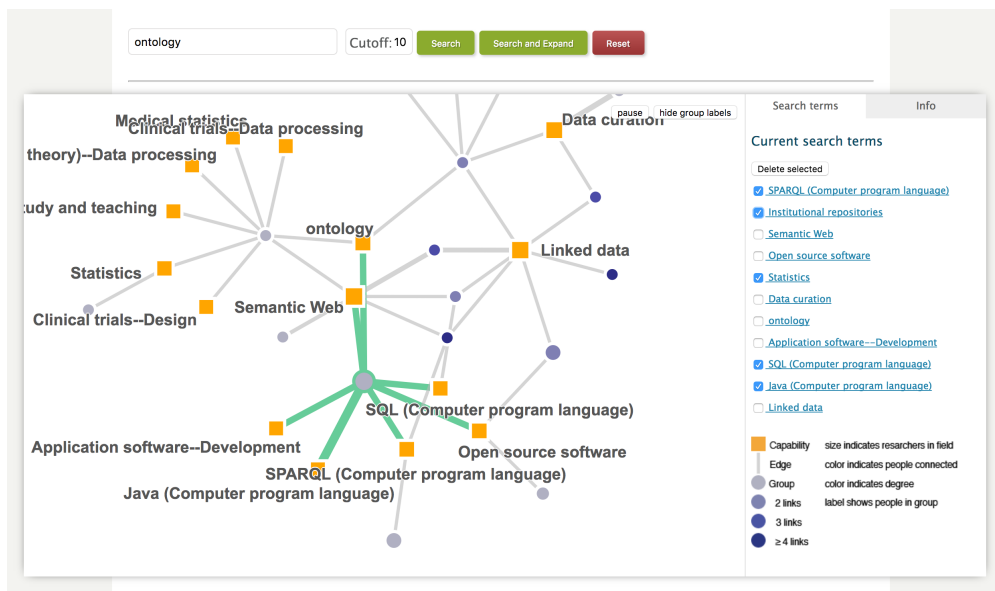 ontology
Cutoff: 10
Search
Search and Expand
Reset
pause
hide group labels
Search terms
Info
Medical statistics
Clinical trials--Data processing
theory)--Data processing
udy and teaching
Statistics
Clinical trials--Design
ontology
Semantic Web
Data curation
Linked data
SQL (Computer program language)
Application software--Development
Open source software
SPARQL (Computer program language)
Java (Computer program language)
Current search terms
Delete selected
SPARQL (Computer program language)
Institutional repositories
Semantic Web
Open source software
Statistics
Data curation
ontology
Application software--Development
SQL (Computer program language)
Java (Computer program language)
Linked data
Capability size indicates resarchers in field
Edge color indicates people connected
Group color indicates degree
2 links label shows people in group
3 links
≥ 4 links